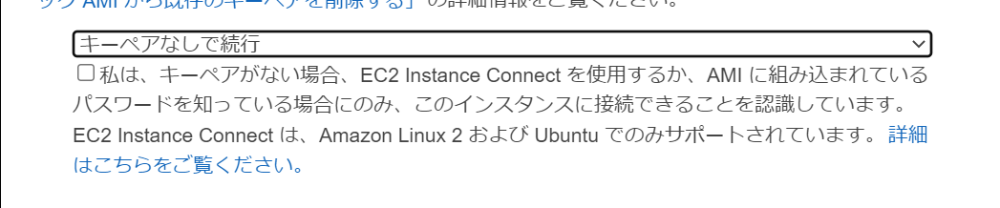 ック AMI から既存のキーペアを削除する」の詳細情報をご覧ください。
キーペアなしで続行
私は、キーペアがない場合、EC2 Instance Connect を使用するか、AMI に組み込まれている
パスワードを知っている場合にのみ、このインスタンスに接続できることを認識しています。
EC2 Instance Connect は、Amazon Linux 2 および Ubuntu でのみサポートされています。 詳細
はこちらをご覧ください。